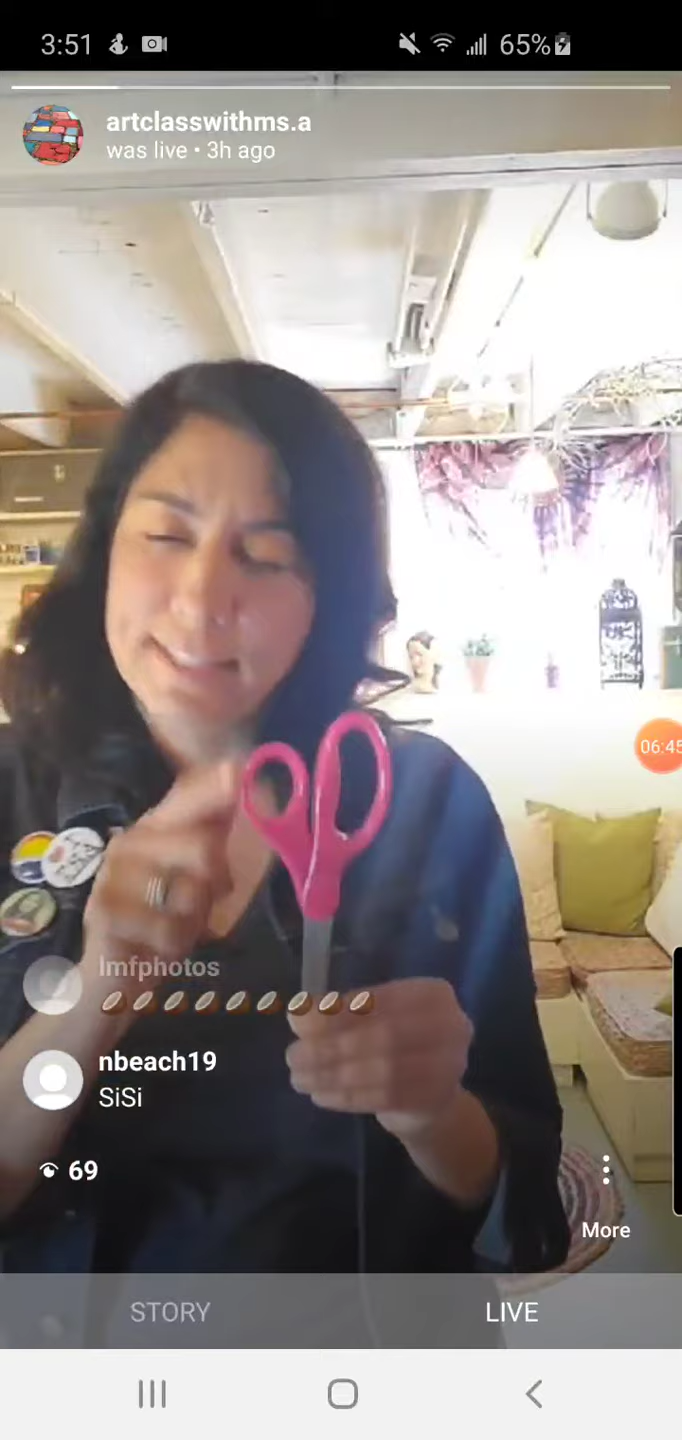 3:51 65%
artclasswithms.a
was live • 3h ago
06:45
lmfphotos
🥥🥥🥥🥥🥥🥥🥥🥥🥥
nbeach19
SiSi
69
More
STORY LIVE